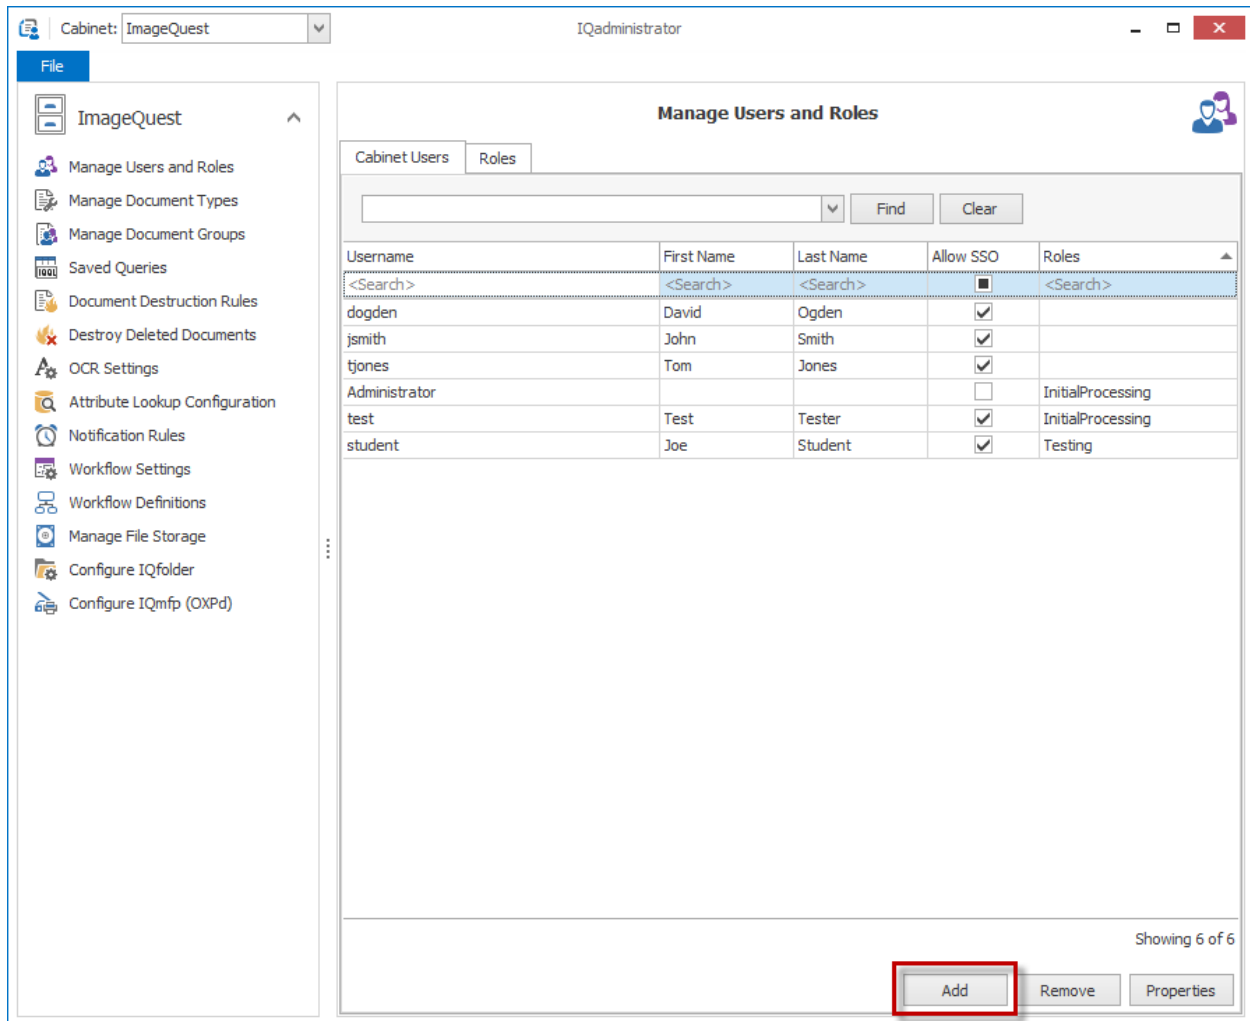 Cabinet: ImageQuest IQadministrator
File
ImageQuest
Manage Users and Roles
Manage Document Types
Manage Document Groups
Saved Queries
Document Destruction Rules
Destroy Deleted Documents
OCR Settings
Attribute Lookup Configuration
Notification Rules
Workflow Settings
Workflow Definitions
Manage File Storage
Configure IQfolder
Configure IQmfp (OXPd)
Manage Users and Roles
Cabinet Users Roles
Find Clear
Username First Name Last Name Allow SSO Roles
<Search> <Search> <Search> <Search>
dogden David Ogden
jsmith John Smith
tjones Tom Jones
Administrator InitialProcessing
test Test Tester InitialProcessing
student Joe Student Testing
Showing 6 of 6
Add Remove Properties